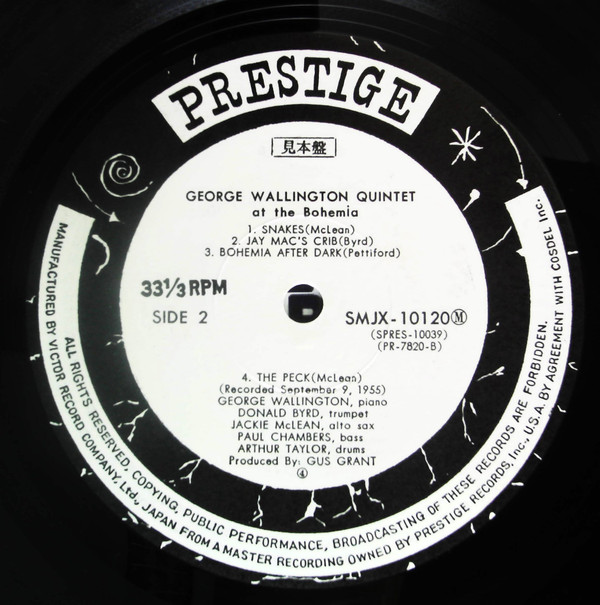 PRESTIGE
見本盤
GEORGE WALLINGTON QUINTET
at the Bohemia
1. SNAKES(McLean)
2. JAY MAC'S CRIB(Byrd)
3. BOHEMIA AFTER DARK(Pettiford)
33⅓ RPM
SIDE 2
SMJX-10120Ⓜ
(SPRES-10039)
(PR-7820-B)
4. THE PECK(McLean)
(Recorded September 9, 1955)
GEORGE WALLINGTON, piano
DONALD BYRD, trumpet
JACKIE McLEAN, alto sax
PAUL CHAMBERS, bass
ARTHUR TAYLOR, drums
Produced By: GUS GRANT
④
ALL RIGHTS RESERVED, COPYING, PUBLIC PERFORMANCE, BROADCASTING OF THESE RECORDS ARE FORBIDDEN.
MANUFACTURED BY VICTOR RECORD COMPANY, Ltd., JAPAN FROM A MASTER RECORDING OWNED BY PRESTIGE RECORDS, Inc., U.S.A. BY AGREEMENT WITH COSDEL Inc.